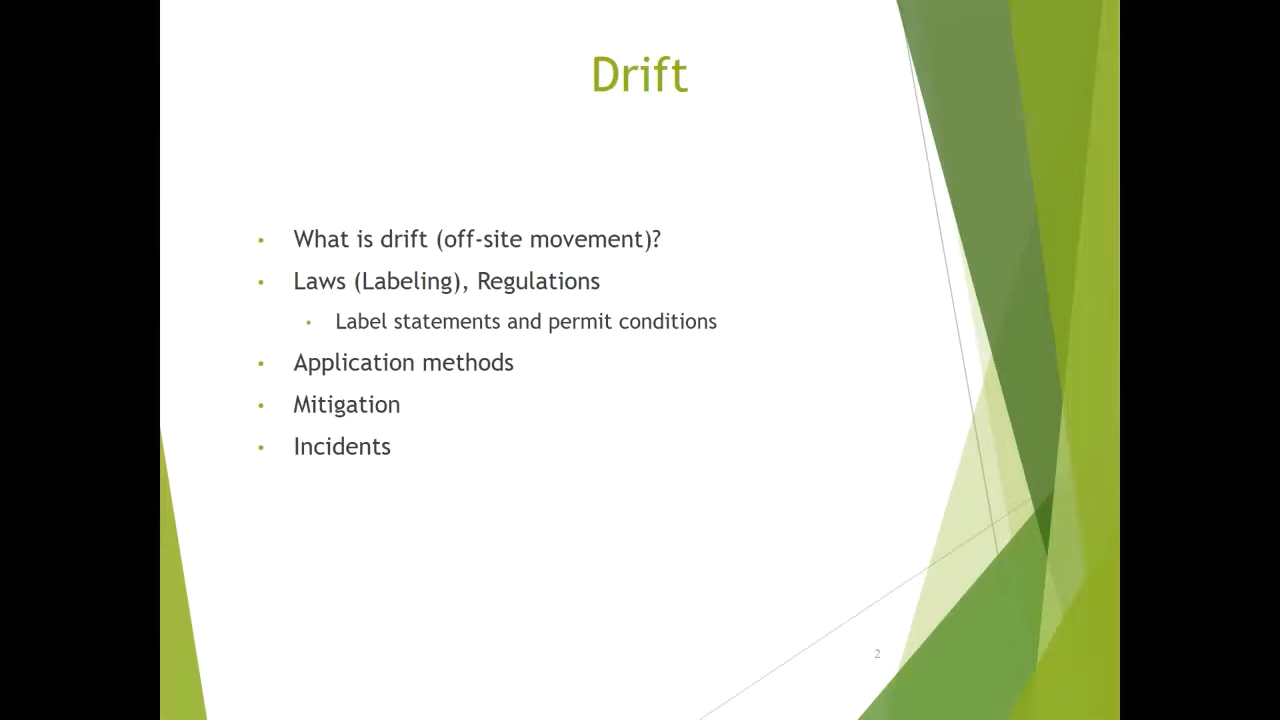 Drift
• What is drift (off-site movement)?
• Laws (Labeling), Regulations
• Label statements and permit conditions
• Application methods
• Mitigation
• Incidents
2